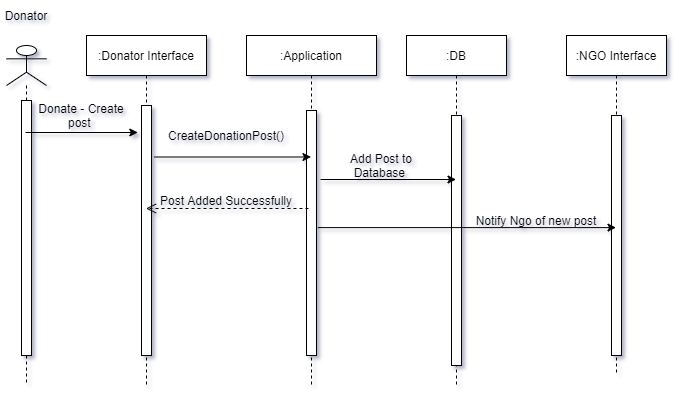 Donator
:Donator Interface
:Application
:DB
:NGO Interface
Donate - Create
post
CreateDonationPost()
Add Post to
Database
Post Added Successfully
Notify Ngo of new post